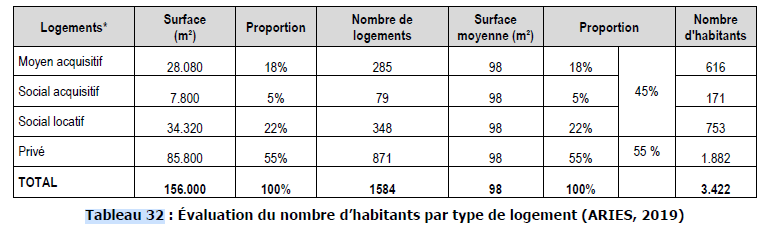 Logements* Surface (m²) Proportion Nombre de logements Surface moyenne (m²) Proportion Nombre d'habitants
Moyen acquisitif 28.080 18% 285 98 18% 45% 616
Social acquisitif 7.800 5% 79 98 5% 171
Social locatif 34.320 22% 348 98 22% 753
Privé 85.800 55% 871 98 55% 55 % 1.882
TOTAL 156.000 100% 1584 98 100% 3.422
Tableau 32 : Évaluation du nombre d'habitants par type de logement (ARIES, 2019)